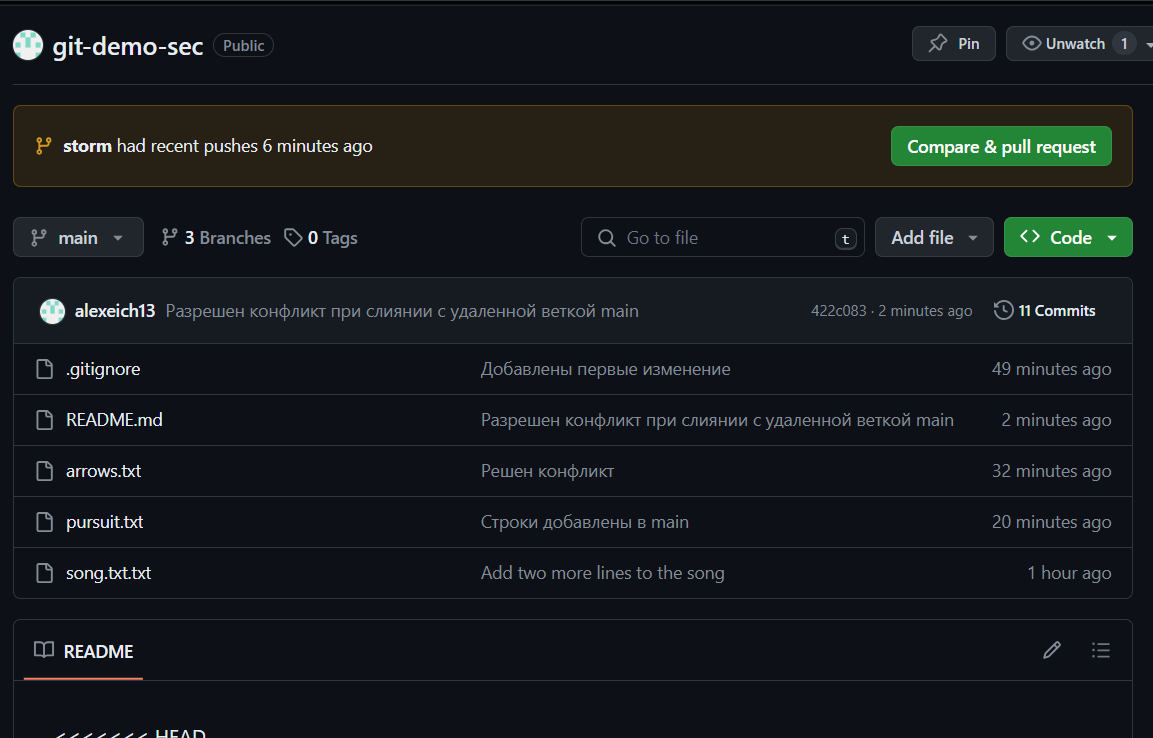 git-demo-sec Public Pin Unwatch 1
storm had recent pushes 6 minutes ago Compare & pull request
main 3 Branches 0 Tags Go to file t Add file Code
alexeich13 Разрешен конфликт при слиянии с удаленной веткой main 422c083 · 2 minutes ago 11 Commits
.gitignore Добавлены первые изменение 49 minutes ago
README.md Разрешен конфликт при слиянии с удаленной веткой main 2 minutes ago
arrows.txt Решен конфликт 32 minutes ago
pursuit.txt Строки добавлены в main 20 minutes ago
song.txt.txt Add two more lines to the song 1 hour ago
README
<<<<<<< HEAD